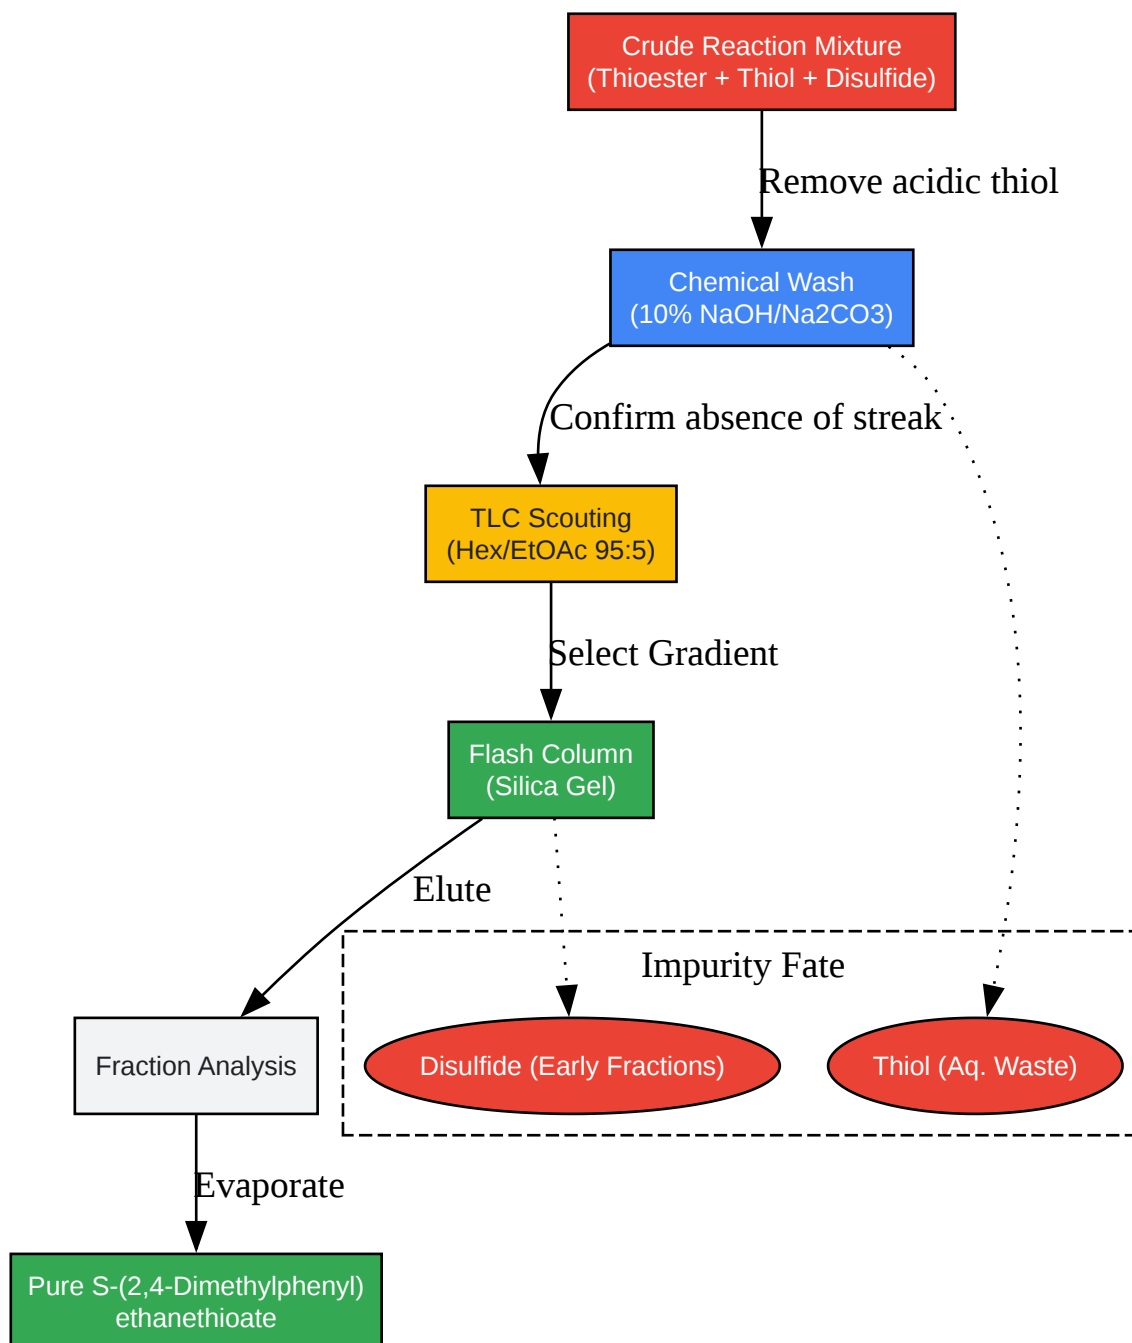 Crude Reaction Mixture
(Thioester + Thiol + Disulfide)
Remove acidic thiol
Chemical Wash
(10% NaOH/Na2CO3)
Confirm absence of streak
TLC Scouting
(Hex/EtOAc 95:5)
Select Gradient
Flash Column
(Silica Gel)
Elute
Impurity Fate
Fraction Analysis
Disulfide (Early Fractions)
Thiol (Aq. Waste)
Evaporate
Pure S-(2,4-Dimethylphenyl)
ethanethioate